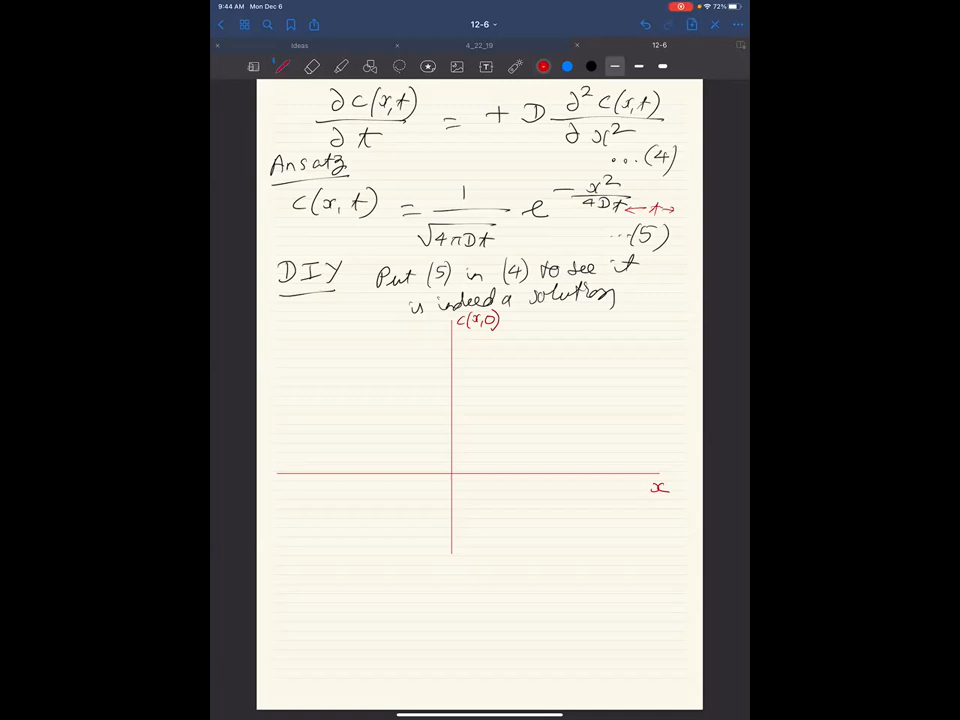 9:44 AM Mon Dec 6
72%
12-6
Ideas
4_22_19
12-6
∂C(x,t)/∂t = + D ∂²C(x,t)/∂x²
...(4)
Ansatz
C(x,t) = 1/√4πDt e^(-x²/4Dt) ← t →
...(5)
DIY Put (5) in (4) to see it
is indeed a solution
C(x,0)
x